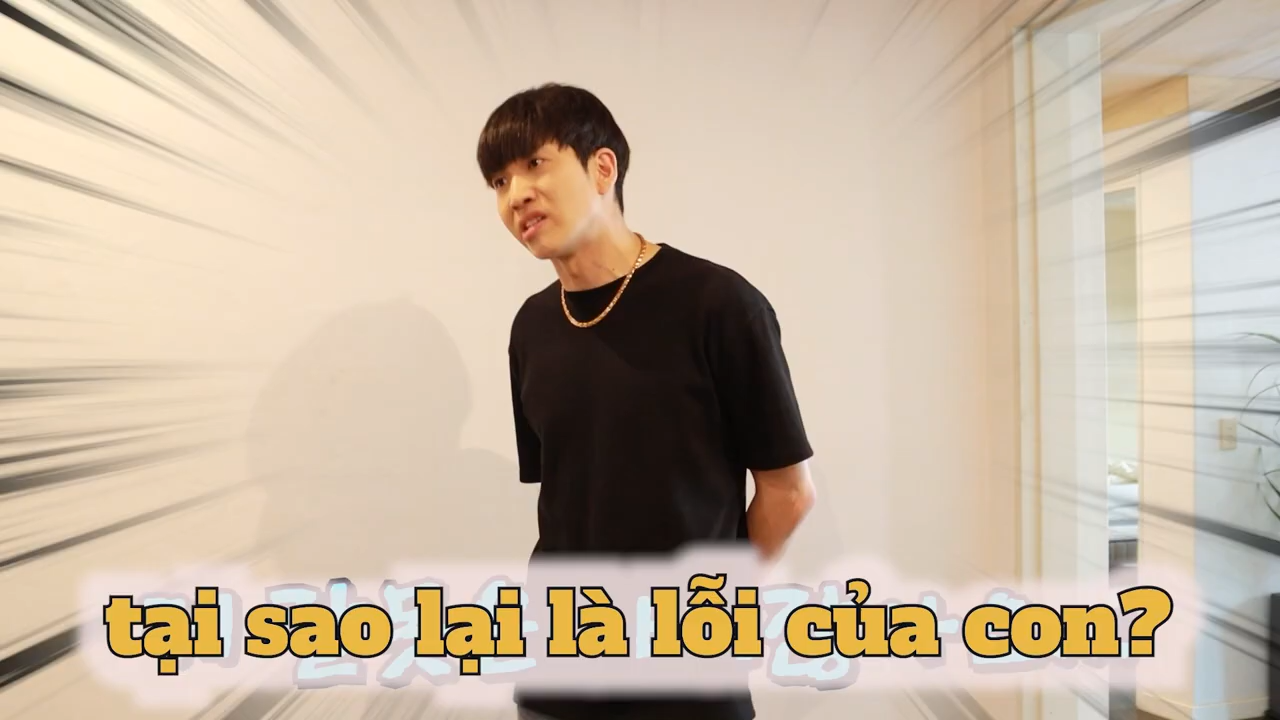 tại sao lại là lỗi của con?